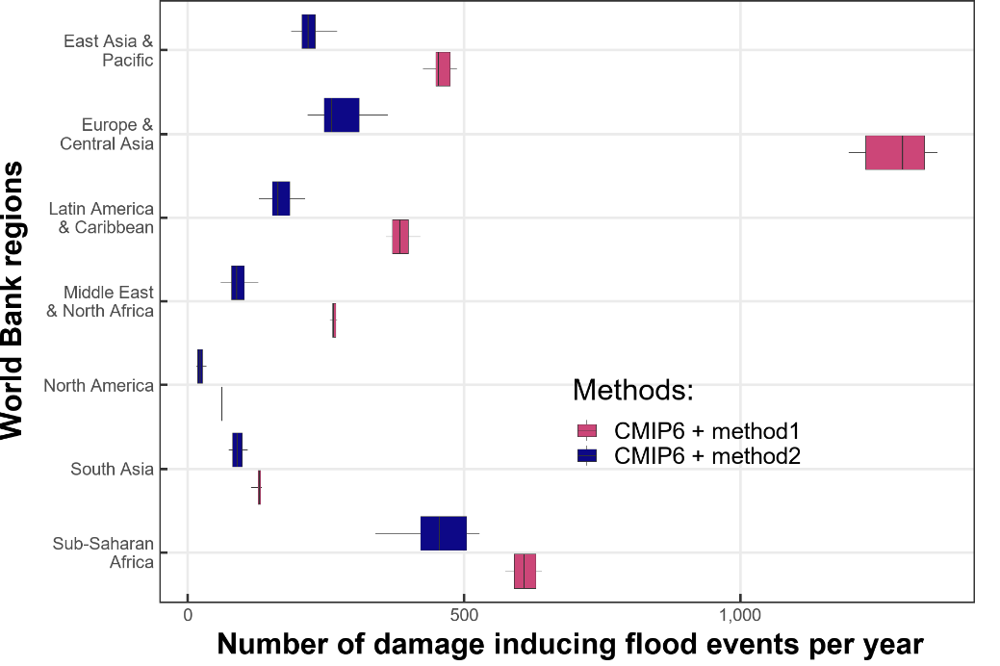 World Bank regions
East Asia &
Pacific
Europe &
Central Asia
Latin America
& Caribbean
Middle East
& North Africa
North America
South Asia
Sub-Saharan
Africa
Methods:
CMIP6 + method1
CMIP6 + method2
0
500
1,000
Number of damage inducing flood events per year